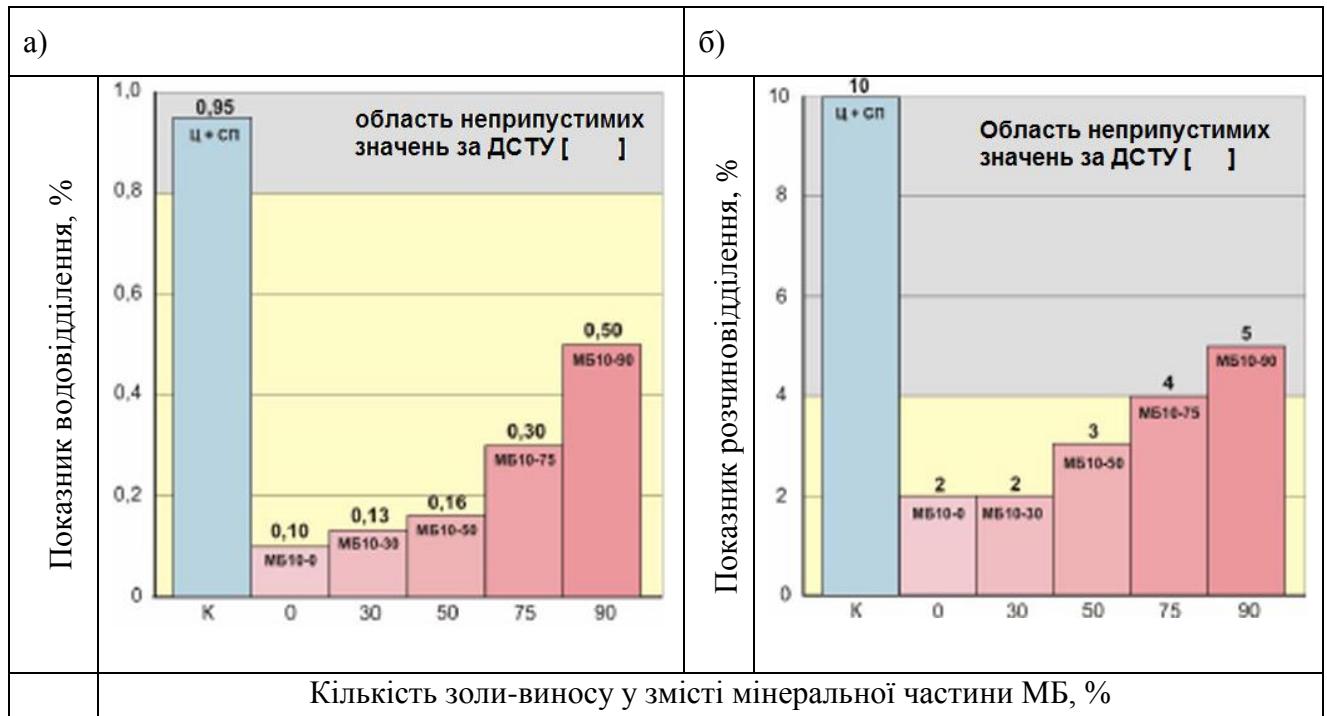 а)
б)
Показник водовідділення, %
1,0
0,8
0,6
0,4
0,2
0
0,95
Ц + СП
область неприпустимих
значень за ДСТУ [ ]
0,10
МБ10-0
0,13
МБ10-30
0,16
МБ10-50
0,30
МБ10-75
0,50
МБ10-90
К 0 30 50 75 90
Показник розчиновідділення, %
10
8
6
4
2
0
10
Ц + СП
Область неприпустимих
значень за ДСТУ [ ]
2
МБ10-0
2
МБ10-30
3
МБ10-50
4
МБ10-75
5
МБ10-90
К 0 30 50 75 90
Кількість золи-виносу у змісті мінеральної частини МБ, %